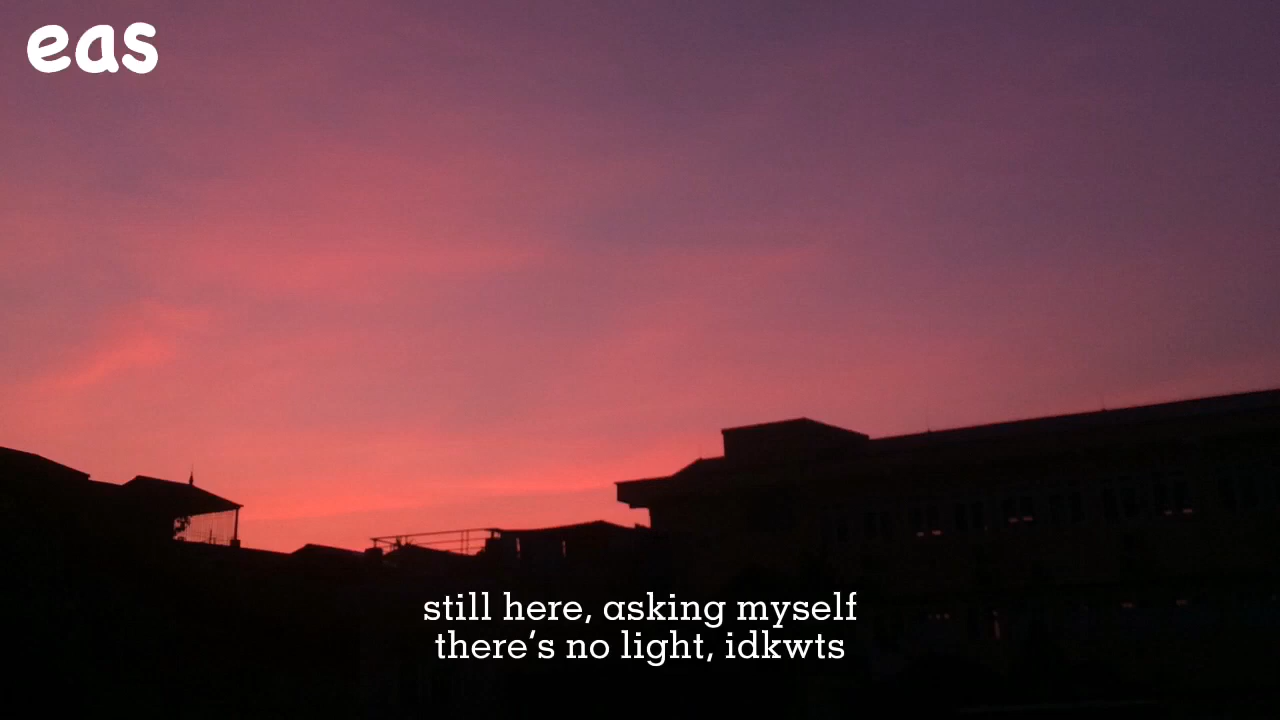 eas
still here, asking myself
there's no light, idkwts